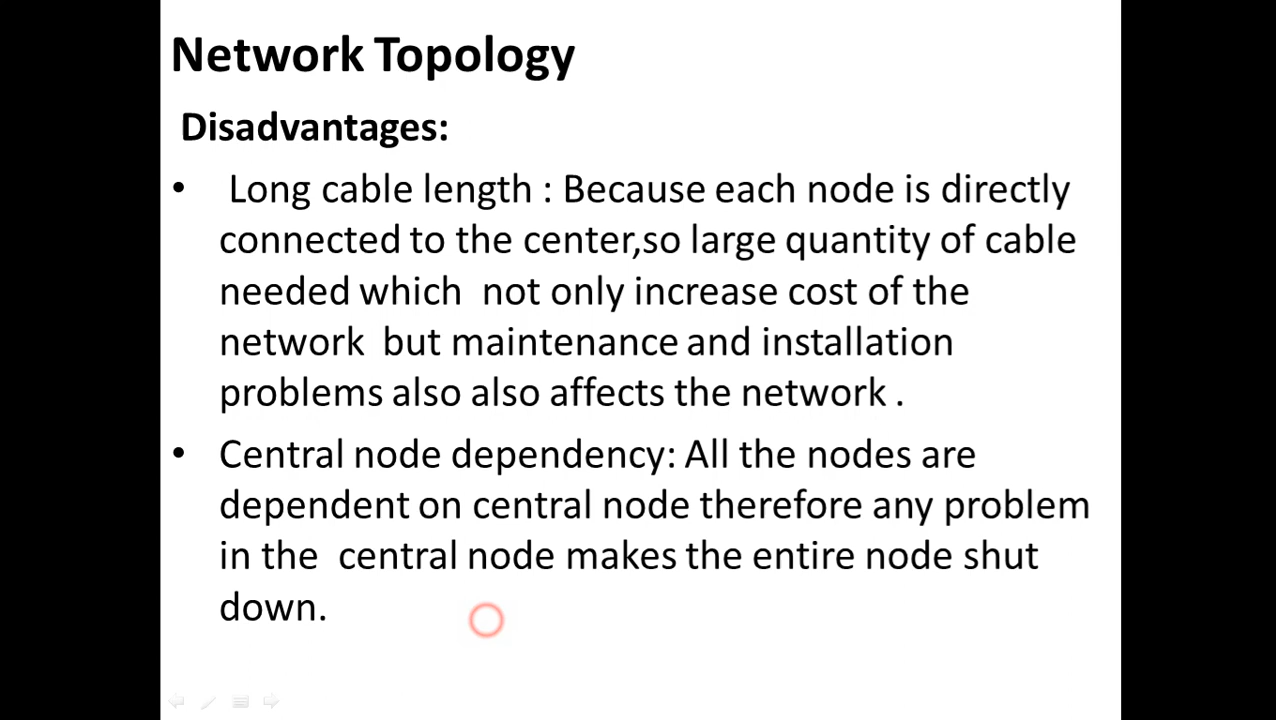 Network Topology
Disadvantages:
• Long cable length : Because each node is directly
connected to the center,so large quantity of cable
needed which not only increase cost of the
network but maintenance and installation
problems also also affects the network .
• Central node dependency: All the nodes are
dependent on central node therefore any problem
in the central node makes the entire node shut
down.